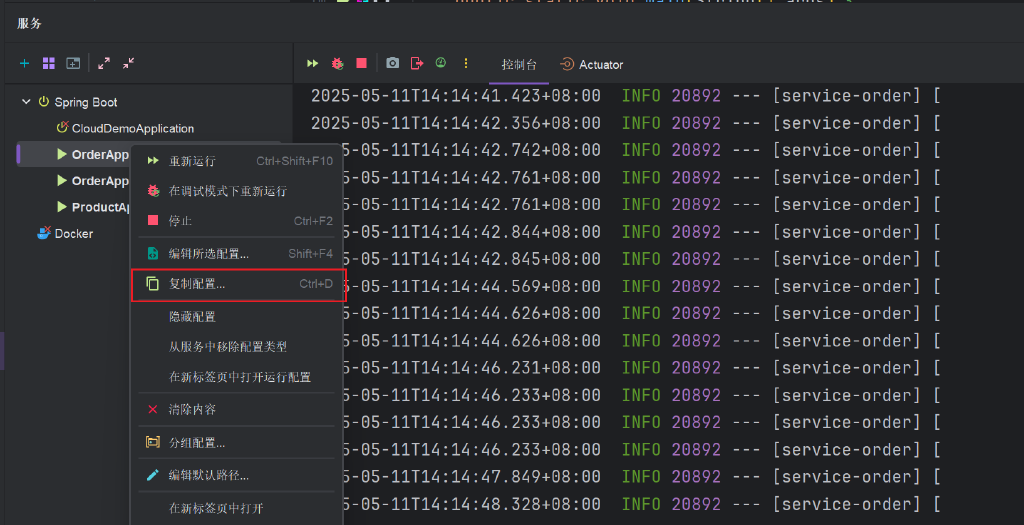 服务
控制台 Actuator
Spring Boot
CloudDemoApplication
OrderApp
OrderApp
ProductAp
Docker
重新运行 Ctrl+Shift+F10
在调试模式下重新运行
停止 Ctrl+F2
编辑所选配置... Shift+F4
复制配置... Ctrl+D
隐藏配置
从服务中移除配置类型
在新标签页中打开运行配置
清除内容
分组配置...
编辑默认路径...
在新标签页中打开
2025-05-11T14:14:41.423+08:00 INFO 20892 --- [service-order] [
2025-05-11T14:14:42.356+08:00 INFO 20892 --- [service-order] [
5-05-11T14:14:42.742+08:00 INFO 20892 --- [service-order] [
5-05-11T14:14:42.761+08:00 INFO 20892 --- [service-order] [
5-05-11T14:14:42.761+08:00 INFO 20892 --- [service-order] [
5-05-11T14:14:42.844+08:00 INFO 20892 --- [service-order] [
5-05-11T14:14:42.845+08:00 INFO 20892 --- [service-order] [
5-05-11T14:14:44.569+08:00 INFO 20892 --- [service-order] [
5-05-11T14:14:44.626+08:00 INFO 20892 --- [service-order] [
5-05-11T14:14:44.626+08:00 INFO 20892 --- [service-order] [
5-05-11T14:14:46.231+08:00 INFO 20892 --- [service-order] [
5-05-11T14:14:46.233+08:00 INFO 20892 --- [service-order] [
5-05-11T14:14:46.233+08:00 INFO 20892 --- [service-order] [
5-05-11T14:14:46.233+08:00 INFO 20892 --- [service-order] [
5-05-11T14:14:47.849+08:00 INFO 20892 --- [service-order] [
5-05-11T14:14:48.328+08:00 INFO 20892 --- [service-order] [